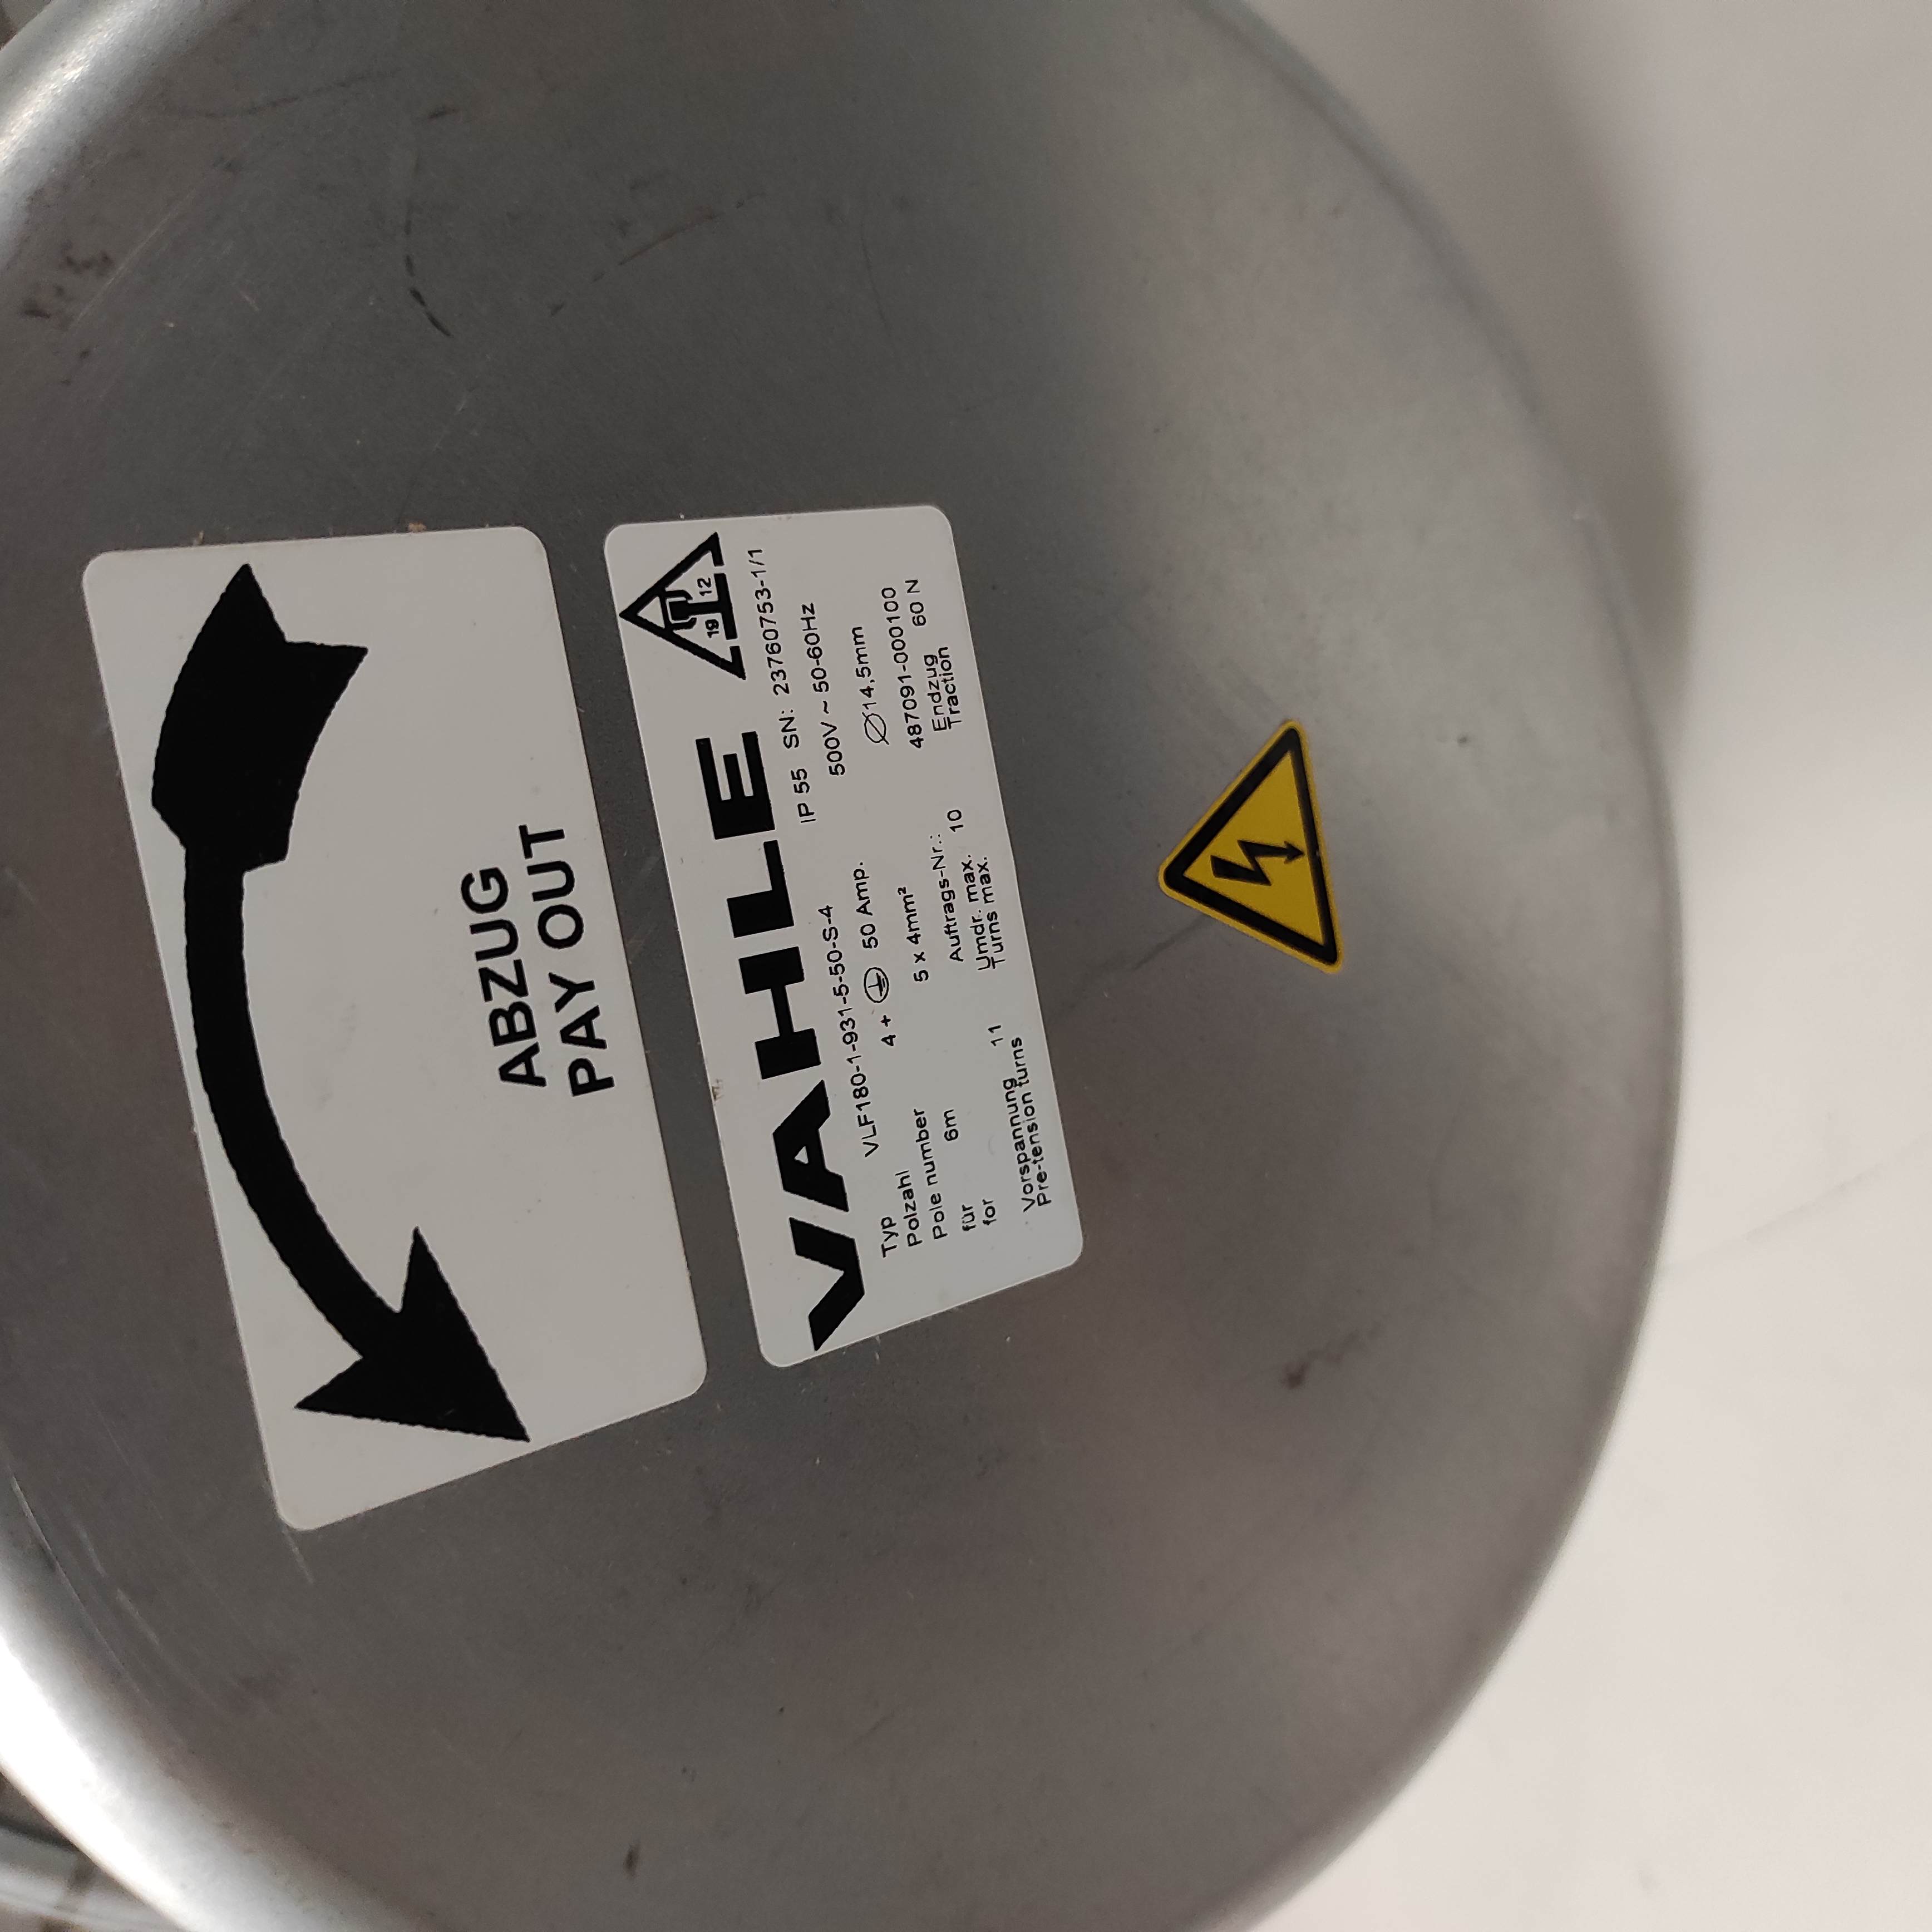 ABZUG
PAY OUT
VAHLE
19 12
Typ VLF180-1-931-5-50-S-4 IP 55 SN: 23760753-1/1
Polzahl
Pole number 4 + 50 Amp. 500V ~ 50-60Hz
für
for 6m 5 x 4mm² Ø14,5mm
Auftrags-Nr.: 487091-000100
Vorspannung
Pre-tension turns 11 Umdr. max.
Turns max. 10 Endzug
Traction 60 N